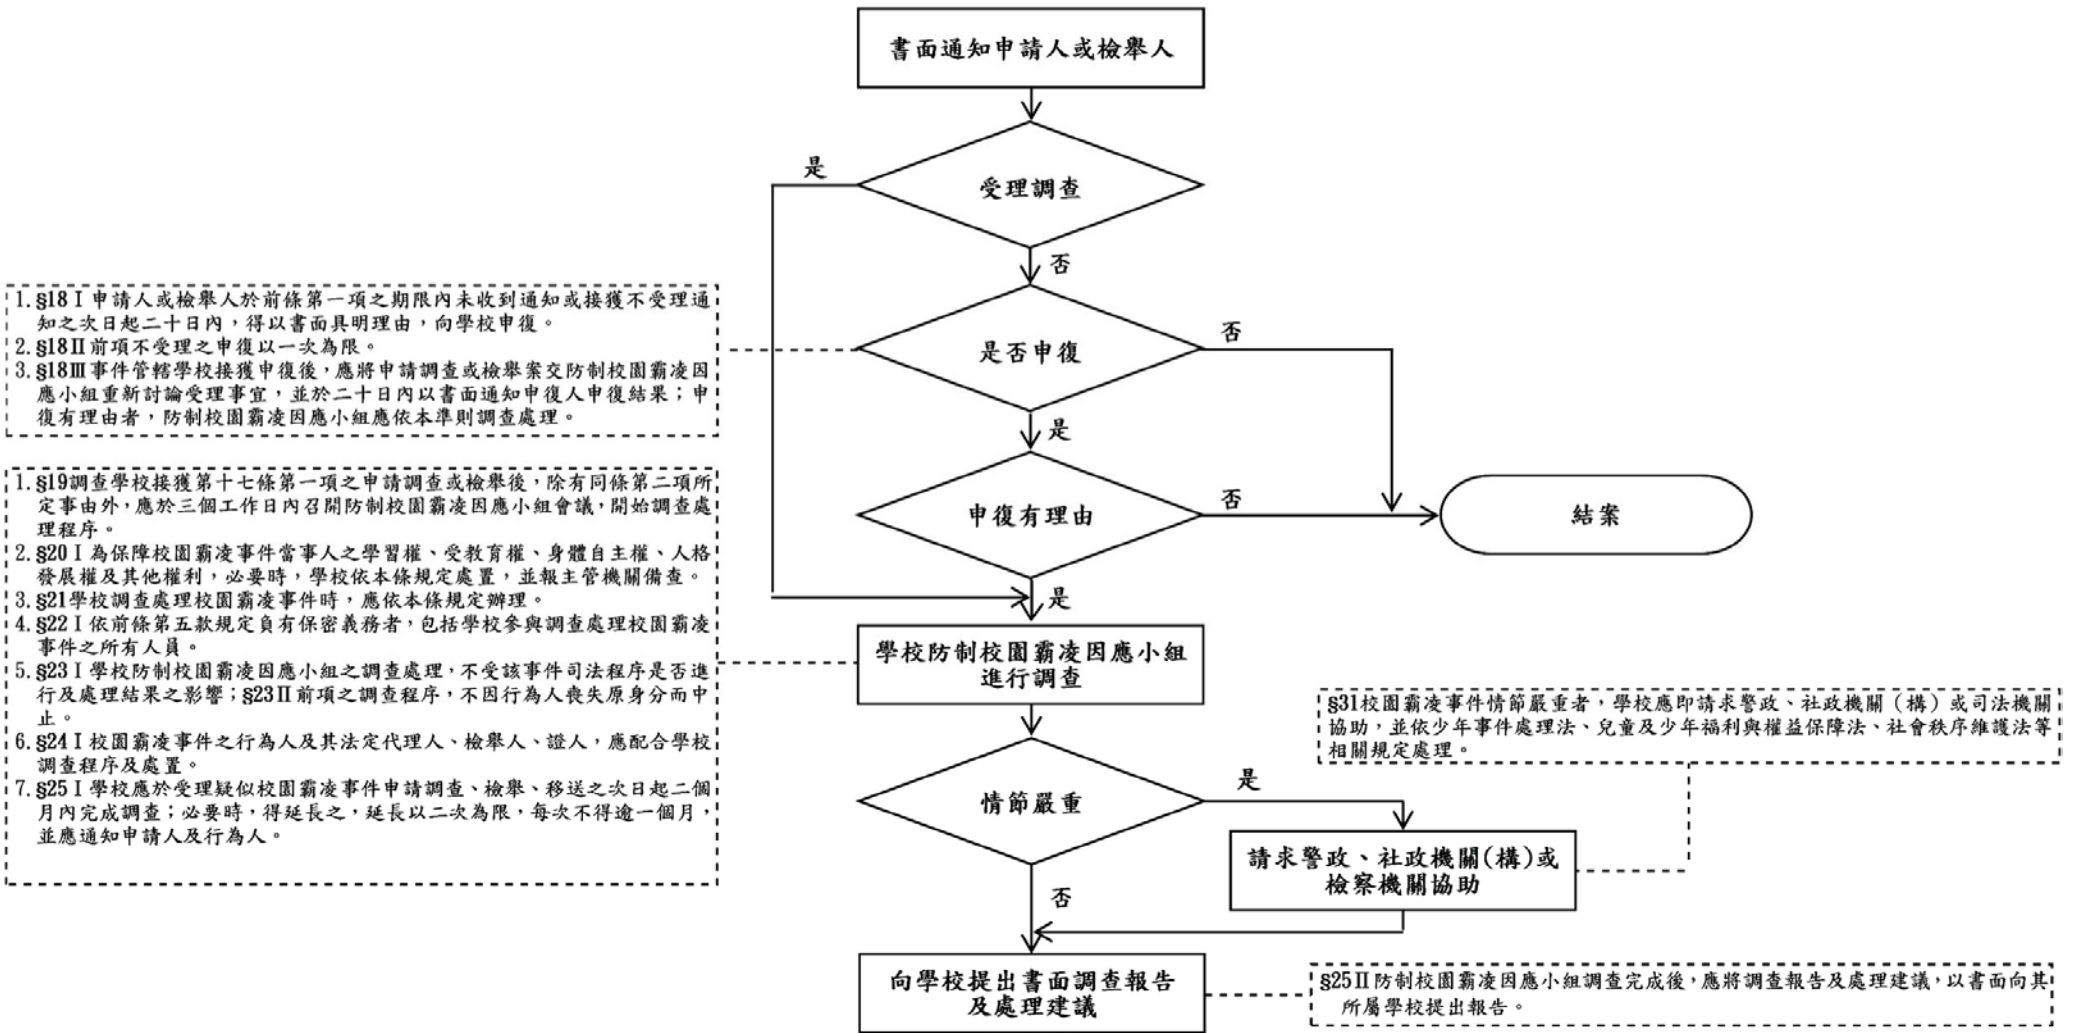 書面通知申請人或檢舉人
受理調查
是
否
1. §18Ⅰ申請人或檢舉人於前條第一項之期限內未收到通知或接獲不受理通
知之次日起二十日內，得以書面具明理由，向學校申復。
2. §18Ⅱ前項不受理之申復以一次為限。
3. §18Ⅲ事件管轄學校接獲申復後，應將申請調查或檢舉案交防制校園霸凌因
應小組重新討論受理事宜，並於二十日內以書面通知申復人申復結果；申
復有理由者，防制校園霸凌因應小組應依本準則調查處理。
是否申復
否
是
申復有理由
否
結案
是
1. §19調查學校接獲第十七條第一項之申請調查或檢舉後，除有同條第二項所
定事由外，應於三個工作日內召開防制校園霸凌因應小組會議，開始調查處
理程序。
2. §20Ⅰ為保障校園霸凌事件當事人之學習權、受教育權、身體自主權、人格
發展權及其他權利，必要時，學校依本條規定處置，並報主管機關備查。
3. §21學校調查處理校園霸凌事件時，應依本條規定辦理。
4. §22Ⅰ依前條第五款規定負有保密義務者，包括學校參與調查處理校園霸凌
事件之所有人員。
5. §23Ⅰ學校防制校園霸凌因應小組之調查處理，不受該事件司法程序是否進
行及處理結果之影響；§23Ⅱ前項之調查程序，不因行為人喪失原身分而中
止。
6. §24Ⅰ校園霸凌事件之行為人及其法定代理人、檢舉人、證人，應配合學校
調查程序及處置。
7. §25Ⅰ學校應於受理疑似校園霸凌事件申請調查、檢舉、移送之次日起二個
月內完成調查；必要時，得延長之，延長以二次為限，每次不得逾一個月，
並應通知申請人及行為人。
學校防制校園霸凌因應小組
進行調查
§31校園霸凌事件情節嚴重者，學校應即請求警政、社政機關（構）或司法機關
協助，並依少年事件處理法、兒童及少年福利與權益保障法、社會秩序維護法等
相關規定處理。
情節嚴重
是
請求警政、社政機關(構)或
檢察機關協助
否
向學校提出書面調查報告
及處理建議
§25Ⅱ防制校園霸凌因應小組調查完成後，應將調查報告及處理建議，以書面向其
所屬學校提出報告。